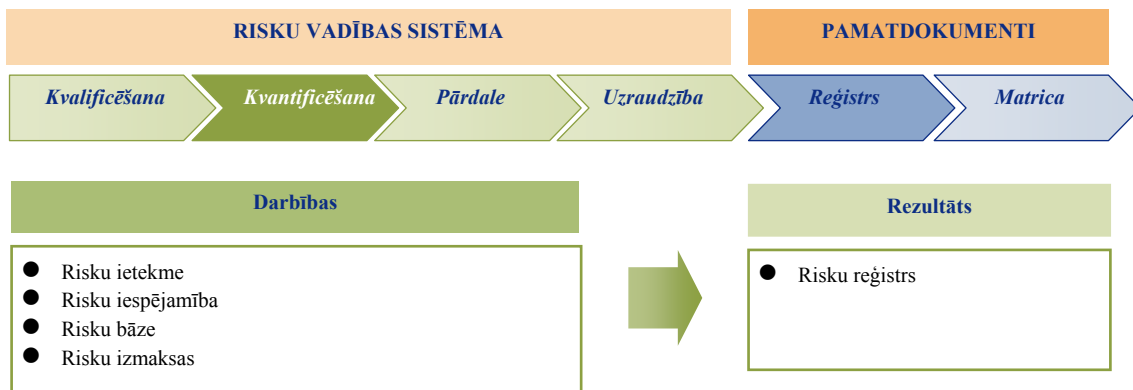 RISKU VADĪBAS SISTĒMA
PAMATDOKUMENTI
Kvalificēšana
Kvantificēšana
Pārdale
Uzraudzība
Reģistrs
Matrica
Darbības
Rezultāts
● Risku ietekme
● Risku iespējamība
● Risku bāze
● Risku izmaksas
● Risku reģistrs